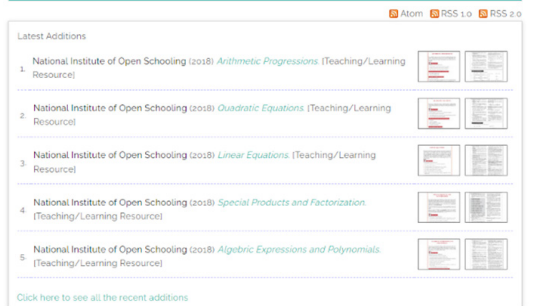 Atom RSS 1.0 RSS 2.0
Latest Additions
1. National Institute of Open Schooling (2018) Arithmetic Progressions. [Teaching/Learning
Resource]
2. National Institute of Open Schooling (2018) Quadratic Equations. [Teaching/Learning
Resource]
3. National Institute of Open Schooling (2018) Linear Equations. [Teaching/Learning
Resource]
4. National Institute of Open Schooling (2018) Special Products and Factorization.
[Teaching/Learning Resource]
5. National Institute of Open Schooling (2018) Algebric Expressions and Polynomials.
[Teaching/Learning Resource]
Click here to see all the recent additions